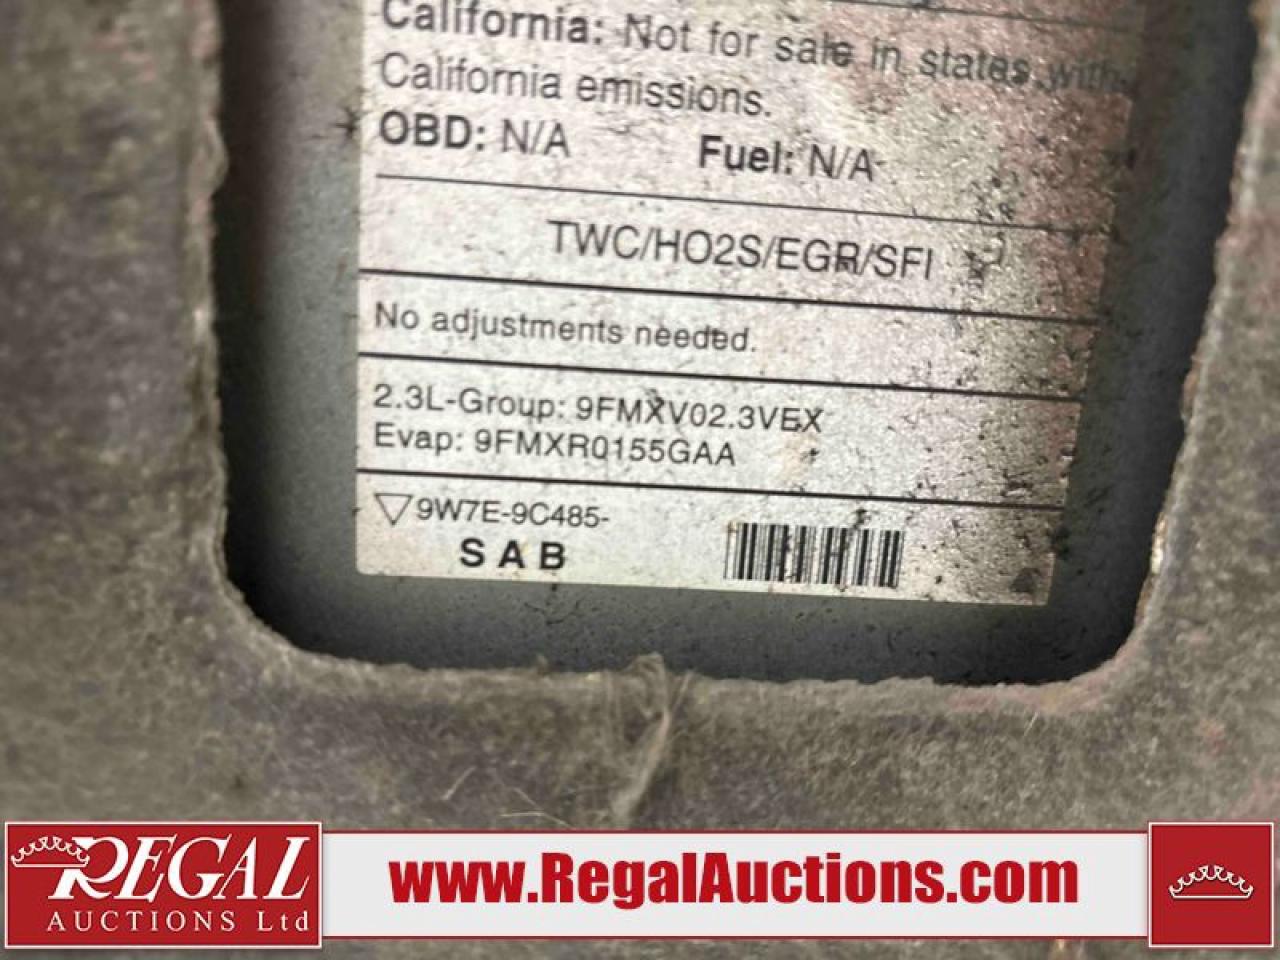 California: Not for sale in states with
California emissions.
OBD: N/A Fuel: N/A
TWC/HO2S/EGR/SFI
No adjustments needed.
2.3L-Group: 9FMXV02.3VEX
Evap: 9FMXR0155GAA
▽9W7E-9C485-
SAB
REGAL
AUCTIONS Ltd
www.RegalAuctions.com